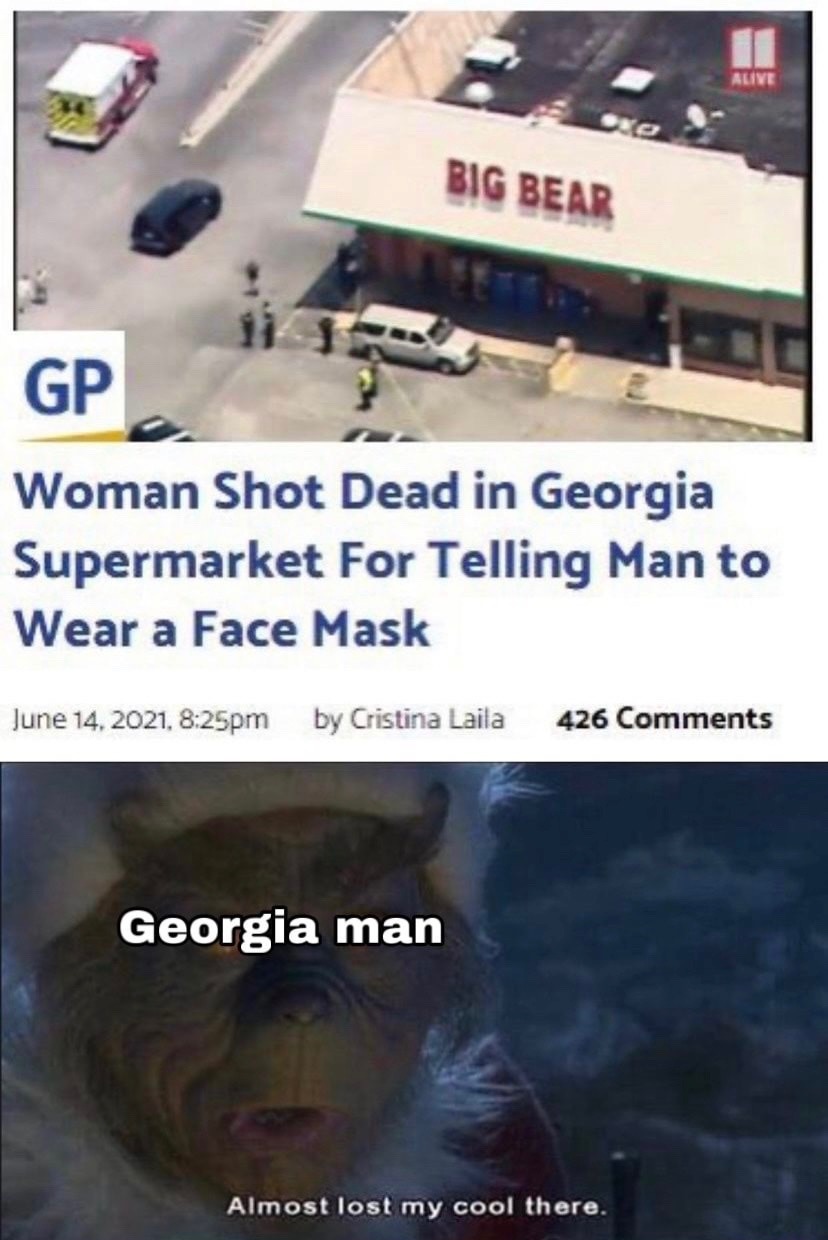 11
ALIVE
BIG BEAR
GP
Woman Shot Dead in Georgia
Supermarket For Telling Man to
Wear a Face Mask
June 14, 2021, 8:25pm by Cristina Laila 426 Comments
Georgia man
Almost lost my cool there.